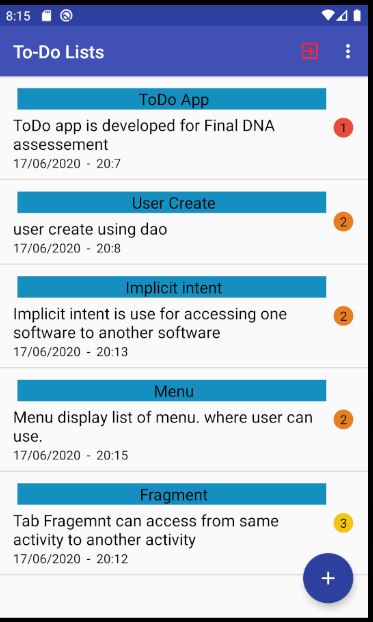 8:15
To-Do Lists
ToDo App
ToDo app is developed for Final DNA
assessement
1
17/06/2020 - 20:7
User Create
user create using dao
2
17/06/2020 - 20:8
Implicit intent
Implicit intent is use for accessing one
software to another software
2
17/06/2020 - 20:13
Menu
Menu display list of menu. where user can
use.
2
17/06/2020 - 20:15
Fragment
Tab Fragemnt can access from same
activity to another activity
3
17/06/2020 - 20:12
+